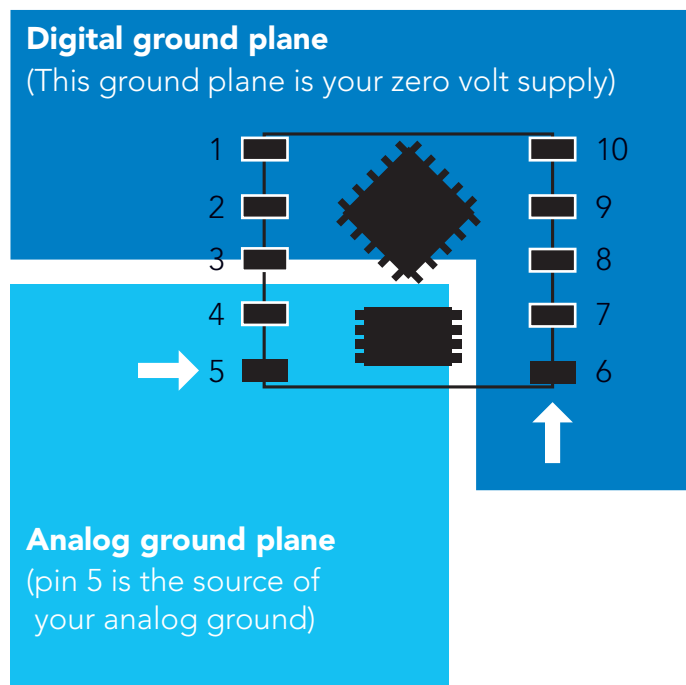 Digital ground plane
(This ground plane is your zero volt supply)
1
10
2
9
3
8
4
7
5
6
Analog ground plane
(pin 5 is the source of
your analog ground)